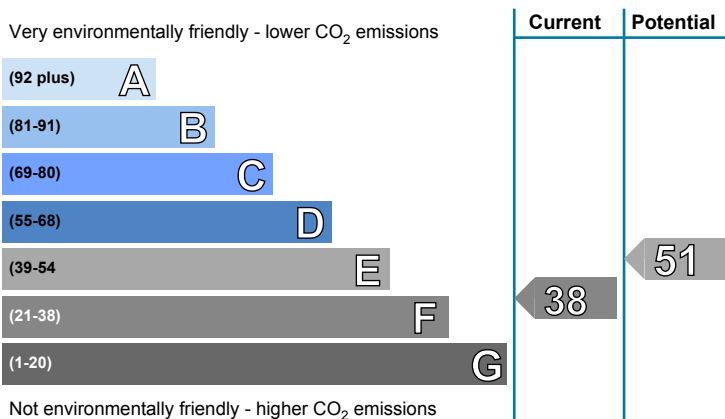 Current Potential
Very environmentally friendly - lower CO₂ emissions
(92 plus) A
(81-91) B
(69-80) C
(55-68) D
(39-54 E
51
(21-38) F
38
(1-20) G
Not environmentally friendly - higher CO₂ emissions